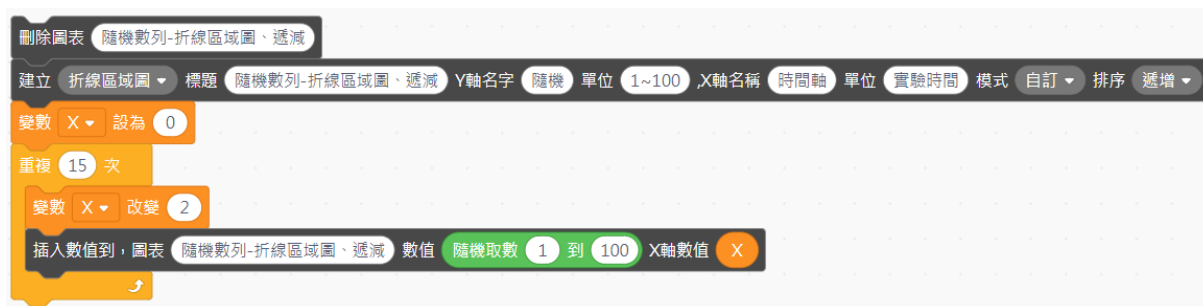 刪除圖表 隨機數列-折線區域圖、遞減
建立 折線區域圖 標題 隨機數列-折線區域圖、遞減 Y軸名字 隨機 單位 1~100 ,X軸名稱 時間軸 單位 實驗時間 模式 自訂 排序 遞增
變數 X 設為 0
重複 15 次
變數 X 改變 2
插入數值到,圖表 隨機數列-折線區域圖、遞減 數值 隨機取數 1 到 100 X軸數值 X